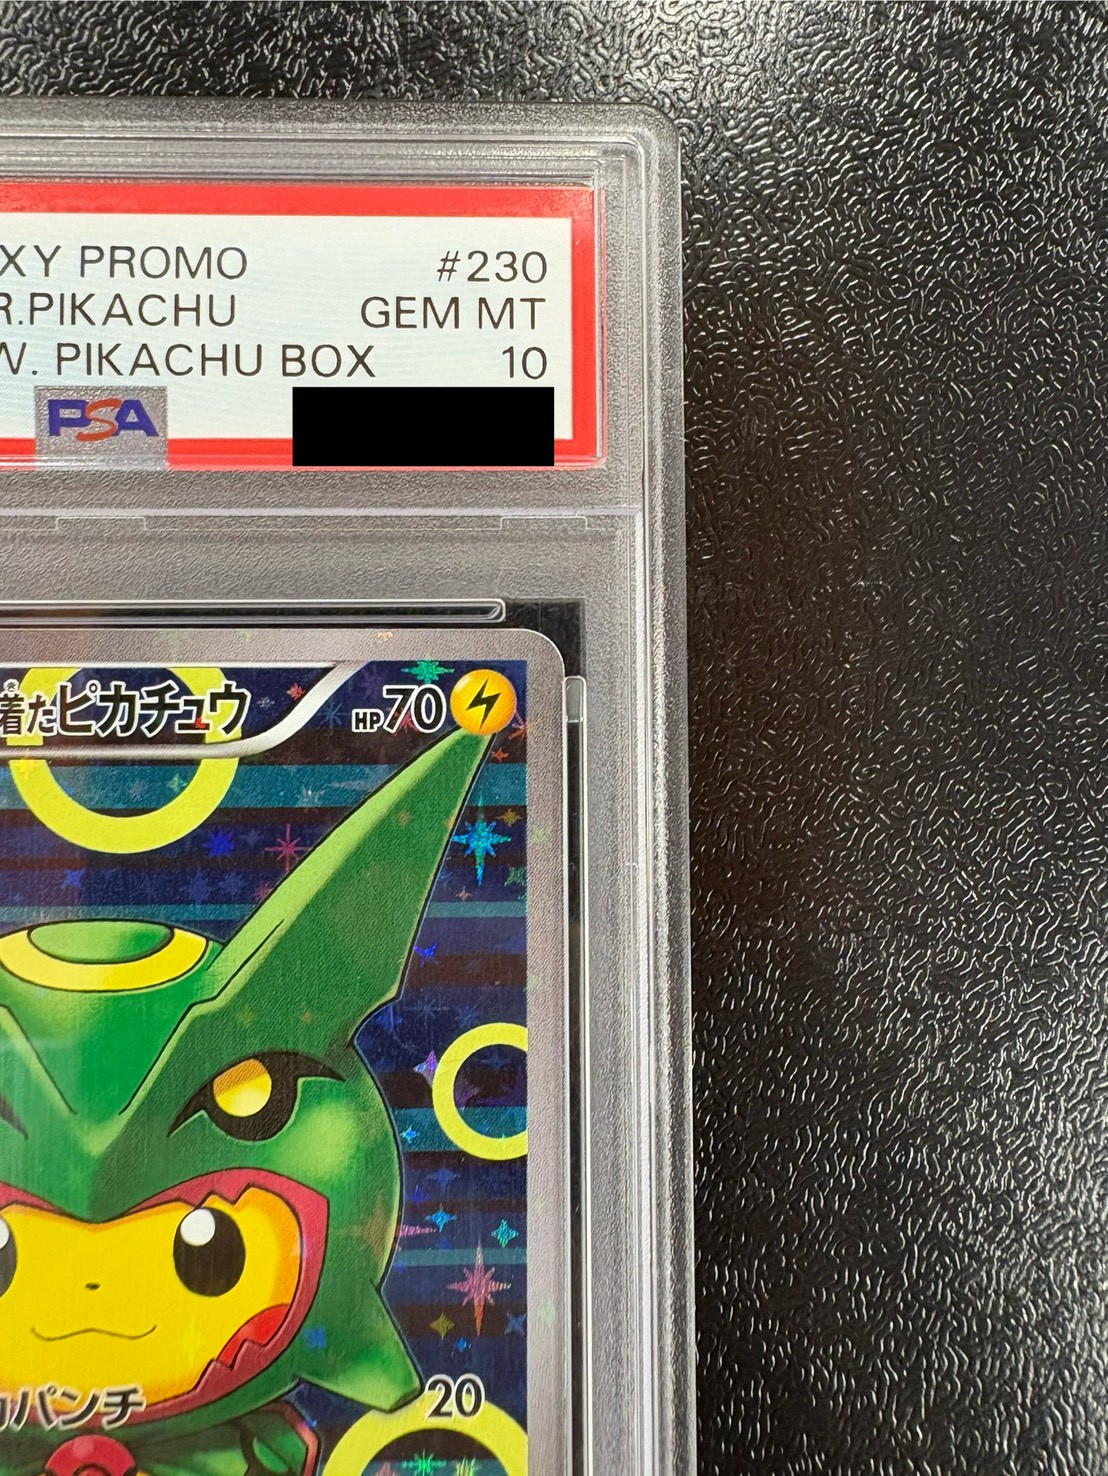 XY PROMO #230
R.PIKACHU GEM MT
W. PIKACHU BOX 10
PSA
着たピカチュウ HP70
パンチ 20